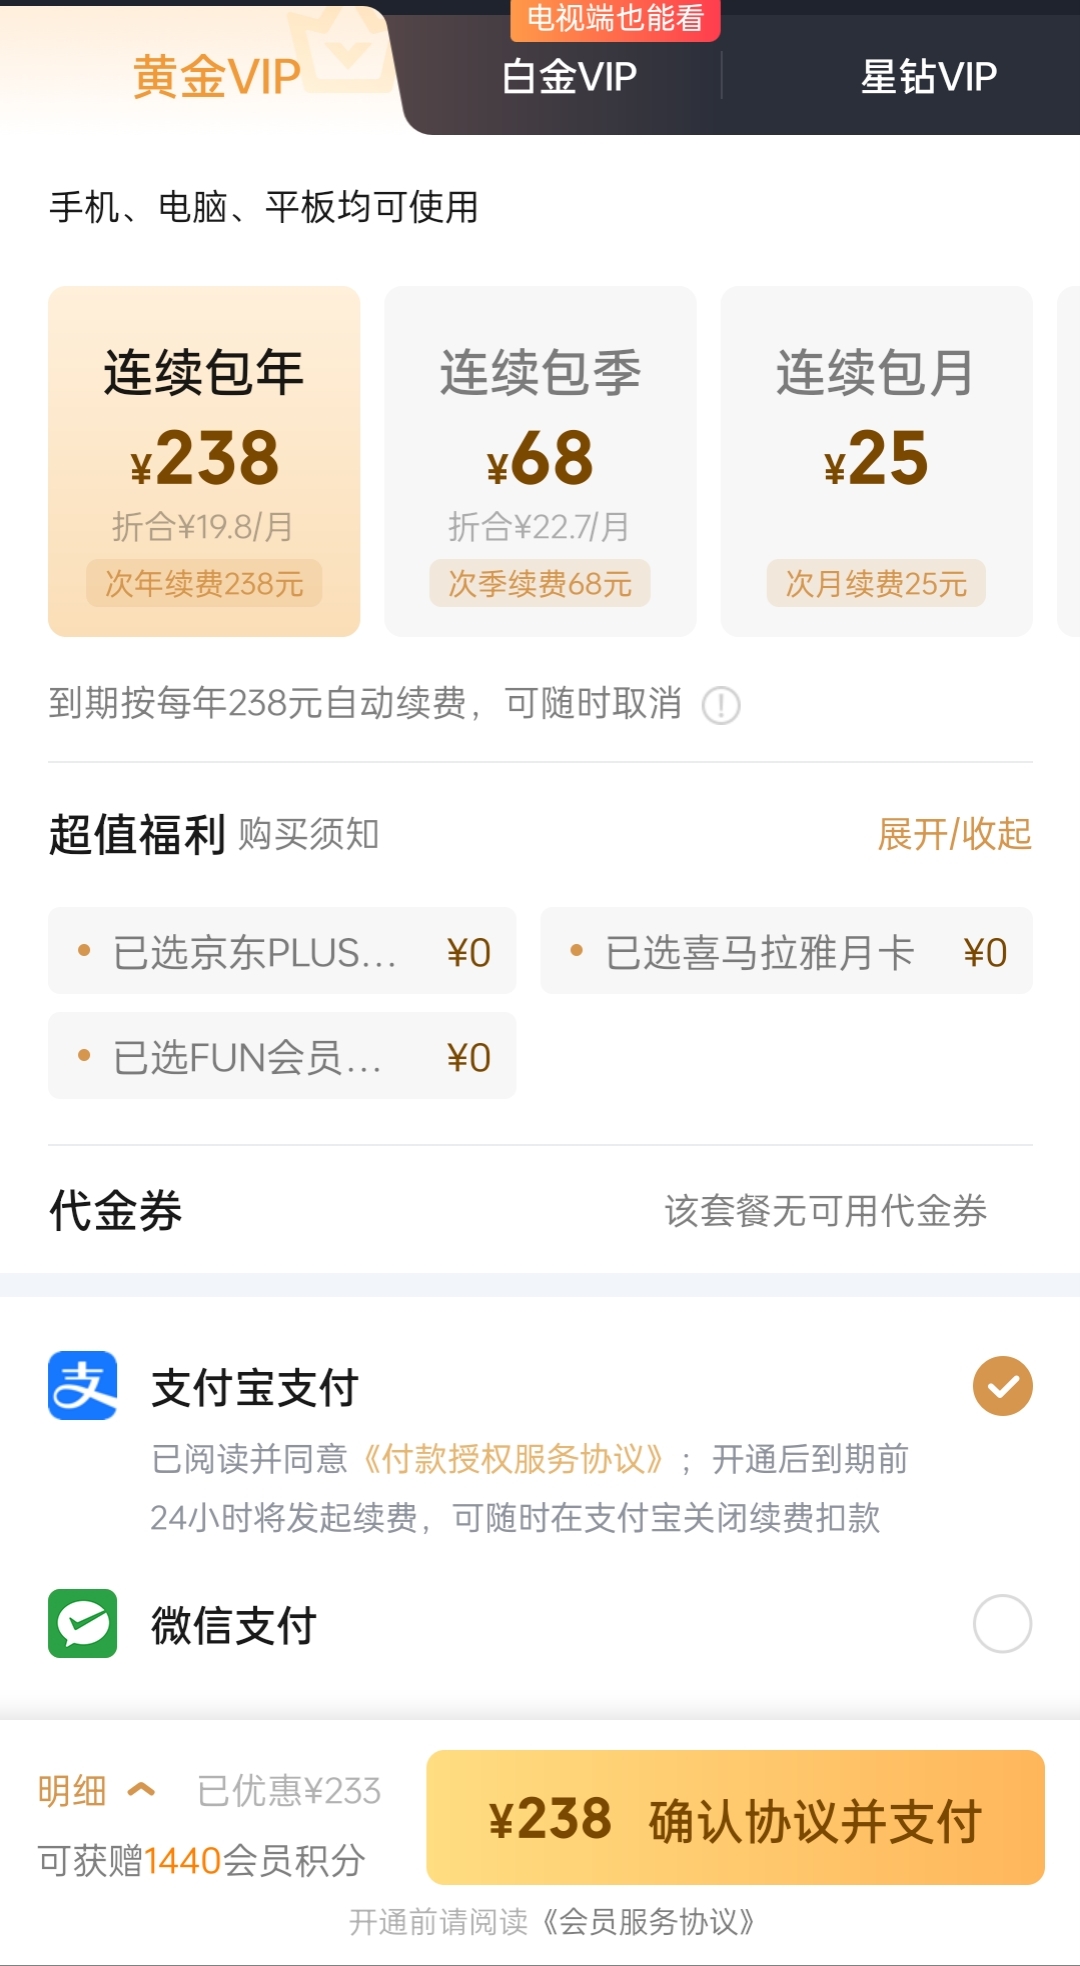 电视端也能看
黄金VIP
白金VIP
星钻VIP
手机、电脑、平板均可使用
连续包年
¥238
折合¥19.8/月
次年续费238元
连续包季
¥68
折合¥22.7/月
次季续费68元
连续包月
¥25
次月续费25元
到期按每年238元自动续费，可随时取消
超值福利 购买须知
展开/收起
已选京东PLUS... ¥0
已选喜马拉雅月卡 ¥0
已选FUN会员... ¥0
代金券
该套餐无可用代金券
支付宝支付
已阅读并同意《付款授权服务协议》；开通后到期前
24小时将发起续费，可随时在支付宝关闭续费扣款
微信支付
明细 已优惠¥233
可获赠1440会员积分
¥238 确认协议并支付
开通前请阅读《会员服务协议》